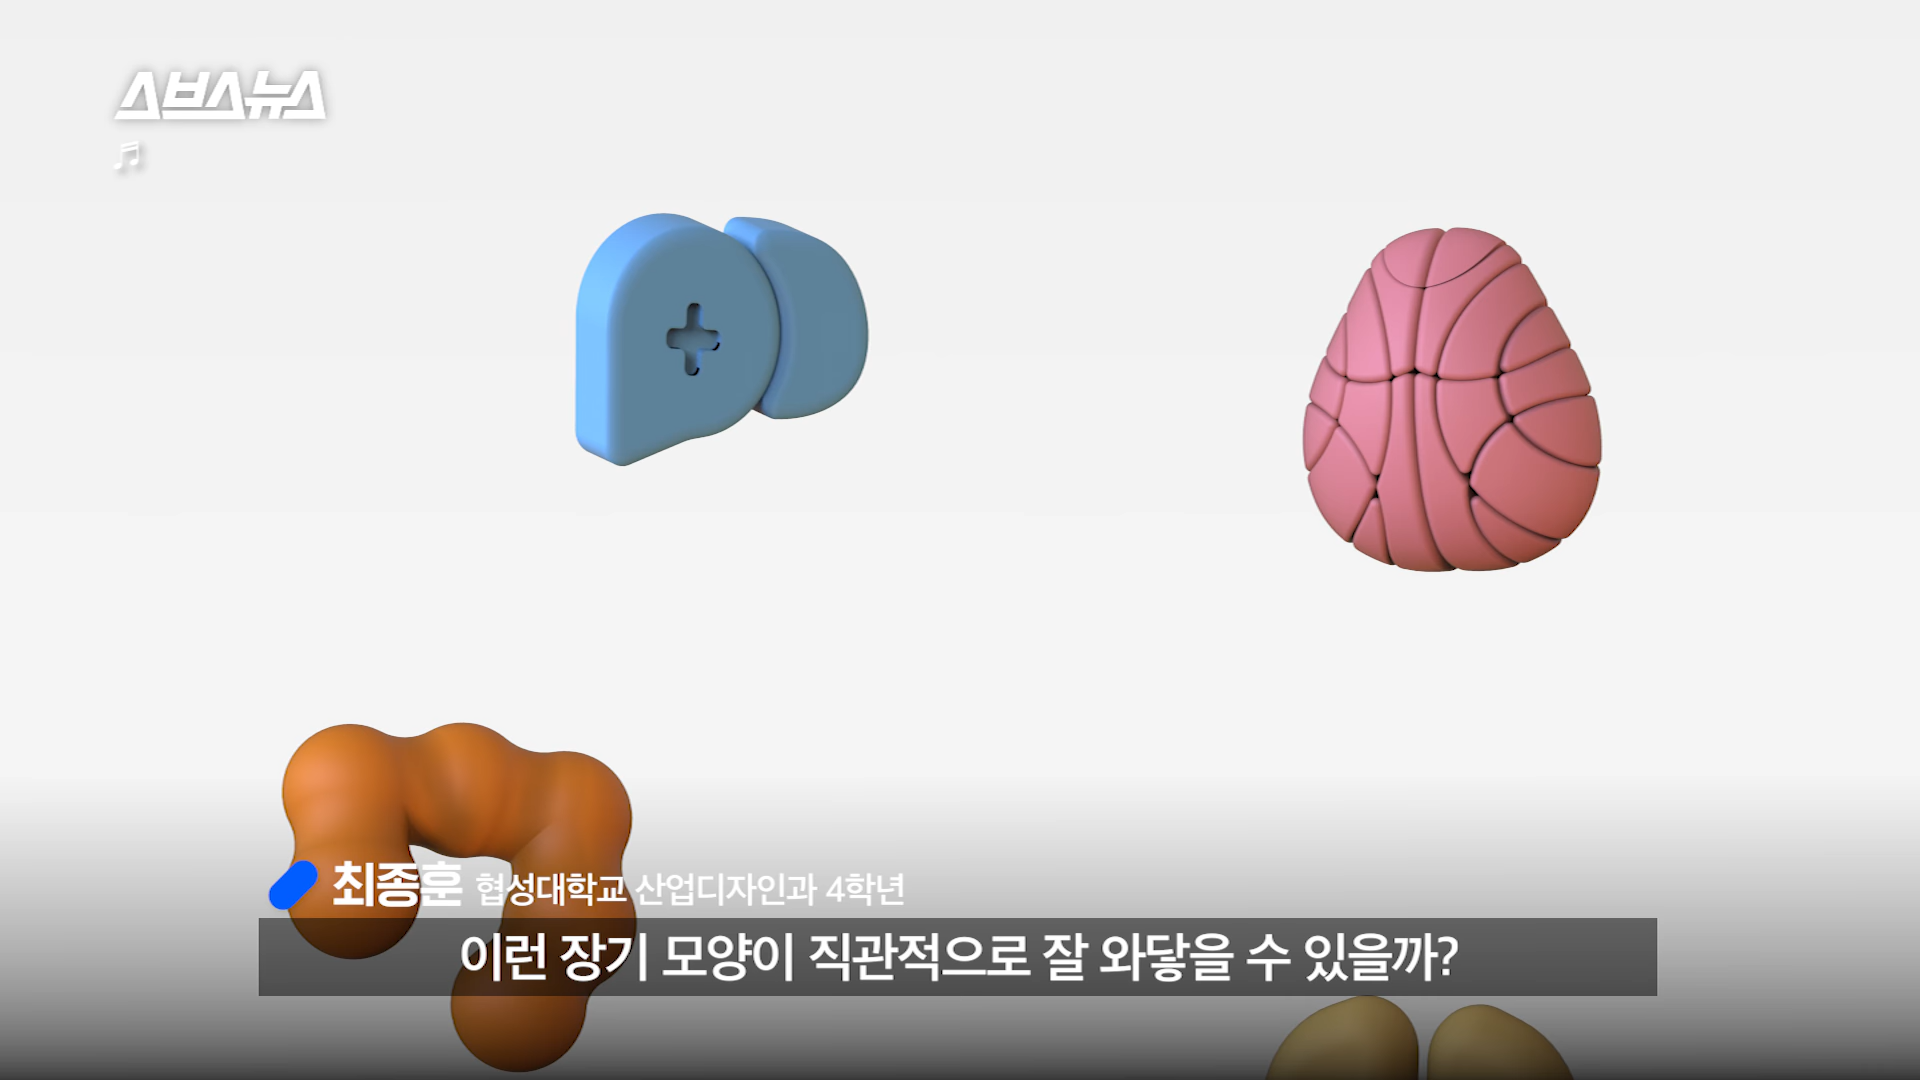 스브스뉴스
최종훈 협성대학교 산업디자인과 4학년
이런 장기 모양이 직관적으로 잘 와닿을 수 있을까?